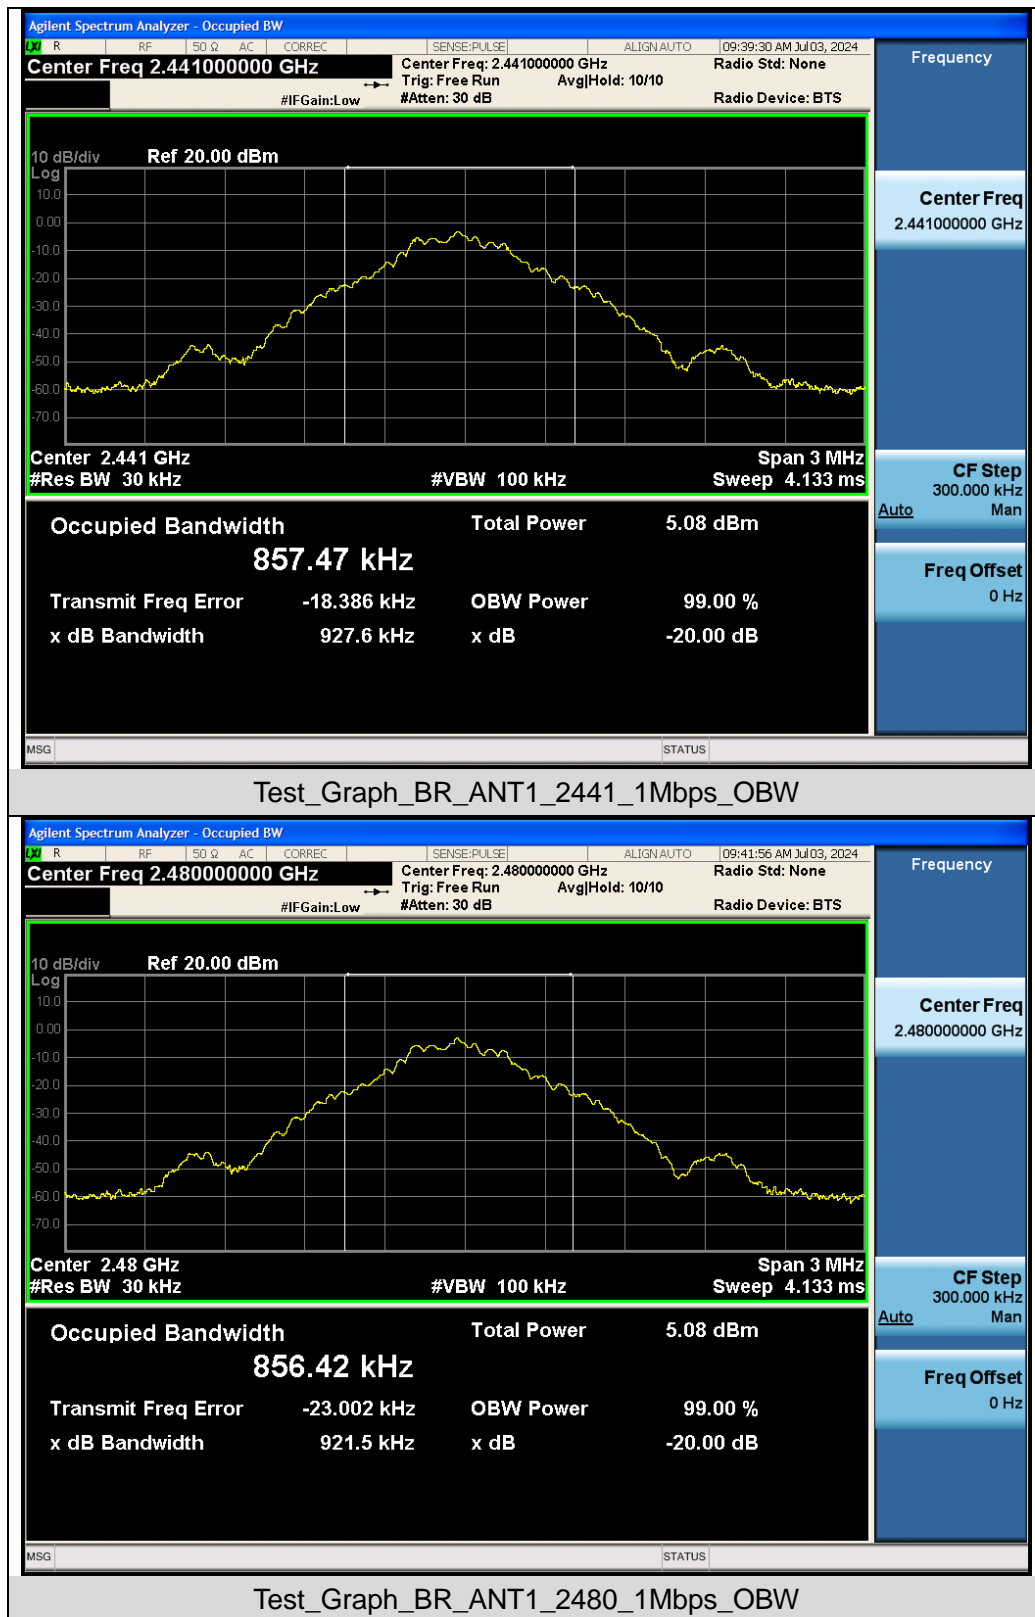 Agilent Spectrum Analyzer - Occupied BW
LXI R RF 50 Ω AC CORREC SENSE:PULSE ALIGN AUTO 09:39:30 AM Jul 03, 2024
Center Freq 2.441000000 GHz
Center Freq: 2.441000000 GHz
Radio Std: None
Trig: Free Run Avg|Hold: 10/10
#IFGain:Low
#Atten: 30 dB
Radio Device: BTS
Frequency
10 dB/div Ref 20.00 dBm
Log
10.0
0.00
-10.0
-20.0
-30.0
-40.0
-50.0
-60.0
-70.0
Center 2.441 GHz Span 3 MHz
#Res BW 30 kHz #VBW 100 kHz Sweep 4.133 ms
Center Freq
2.441000000 GHz
CF Step
300.000 kHz
Auto Man
Freq Offset
0 Hz
Occupied Bandwidth Total Power 5.08 dBm
857.47 kHz
Transmit Freq Error -18.386 kHz OBW Power 99.00 %
x dB Bandwidth 927.6 kHz x dB -20.00 dB
MSG STATUS
Test_Graph_BR_ANT1_2441_1Mbps_OBW
Agilent Spectrum Analyzer - Occupied BW
LXI R RF 50 Ω AC CORREC SENSE:PULSE ALIGN AUTO 09:41:56 AM Jul 03, 2024
Center Freq 2.480000000 GHz
Center Freq: 2.480000000 GHz
Radio Std: None
Trig: Free Run Avg|Hold: 10/10
#IFGain:Low
#Atten: 30 dB
Radio Device: BTS
Frequency
10 dB/div Ref 20.00 dBm
Log
10.0
0.00
-10.0
-20.0
-30.0
-40.0
-50.0
-60.0
-70.0
Center 2.48 GHz Span 3 MHz
#Res BW 30 kHz #VBW 100 kHz Sweep 4.133 ms
Center Freq
2.480000000 GHz
CF Step
300.000 kHz
Auto Man
Freq Offset
0 Hz
Occupied Bandwidth Total Power 5.08 dBm
856.42 kHz
Transmit Freq Error -23.002 kHz OBW Power 99.00 %
x dB Bandwidth 921.5 kHz x dB -20.00 dB
MSG STATUS
Test_Graph_BR_ANT1_2480_1Mbps_OBW